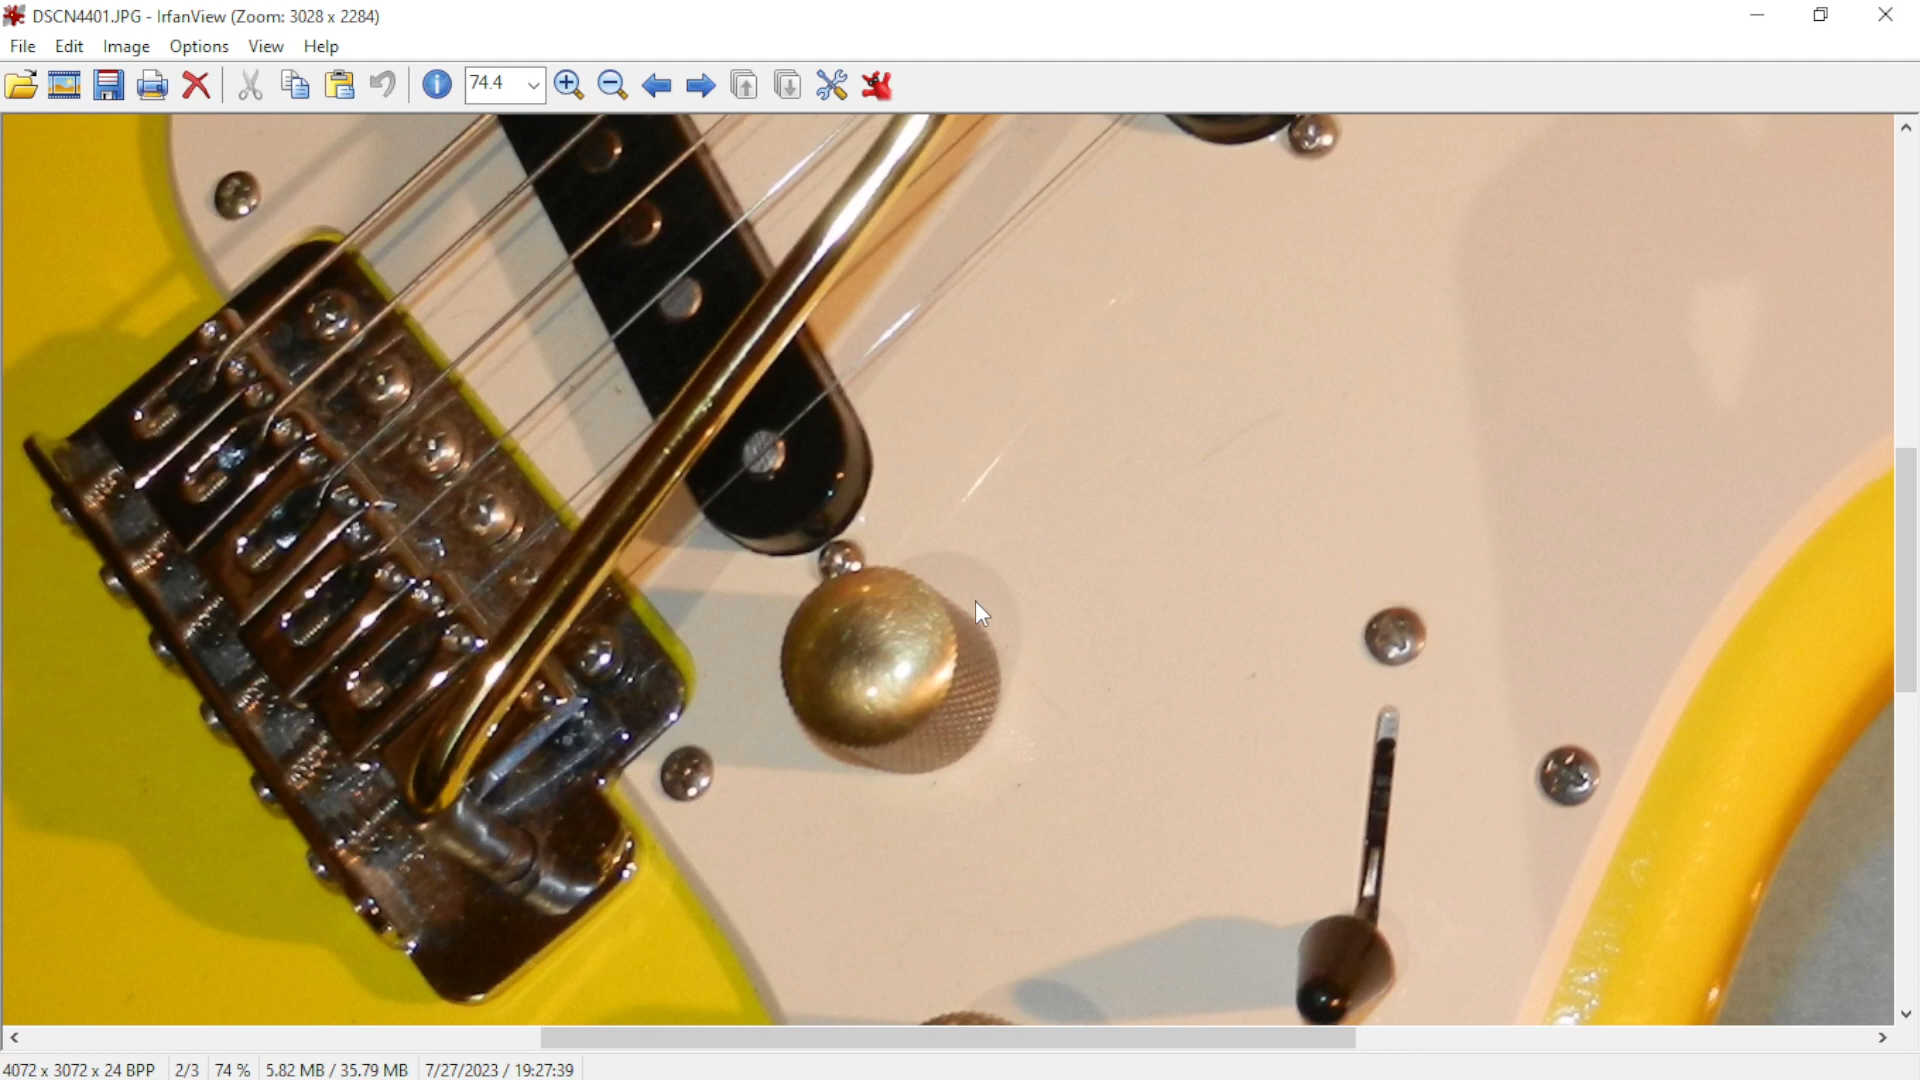 DSCN4401.JPG - IrfanView (Zoom: 3028 x 2284)
File Edit Image Options View Help
74.4
4072 x 3072 x 24 BPP 2/3 74 % 5.82 MB / 35.79 MB 7/27/2023 / 19:27:39